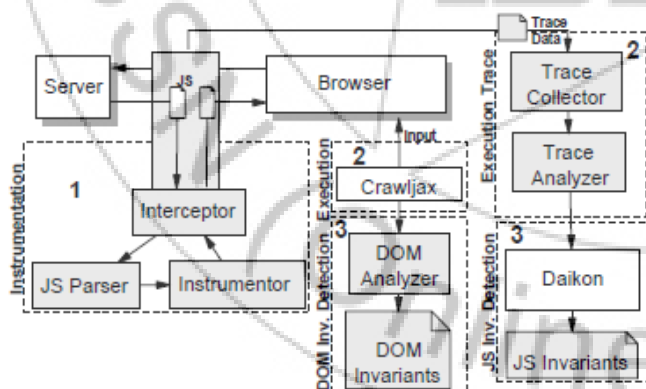 Trace
Data
Server
JS
Browser
Execution Trace
2
Trace
Collector
Trace
Analyzer
Input
Instrumentation
1
Interceptor
JS Parser
Instrumentor
Execution
2
Crawljax
DOM Inv. Detection
3
DOM
Analyzer
DOM
Invariants
JS Inv. Detection
3
Daikon
JS Invariants